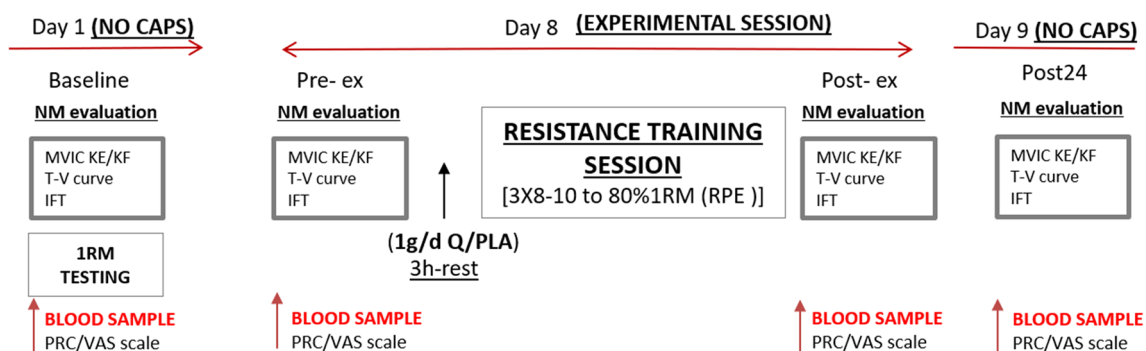 Day 1 (NO CAPS)
Day 8 (EXPERIMENTAL SESSION)
Day 9 (NO CAPS)
Baseline
NM evaluation
MVIC KE/KF
T-V curve
IFT
1RM
TESTING
BLOOD SAMPLE
PRC/VAS scale
Pre- ex
NM evaluation
MVIC KE/KF
T-V curve
IFT
(1g/d Q/PLA)
3h-rest
BLOOD SAMPLE
PRC/VAS scale
RESISTANCE TRAINING
SESSION
[3X8-10 to 80%1RM (RPE )]
Post- ex
NM evaluation
MVIC KE/KF
T-V curve
IFT
BLOOD SAMPLE
PRC/VAS scale
Post24
NM evaluation
MVIC KE/KF
T-V curve
IFT
BLOOD SAMPLE
PRC/VAS scale